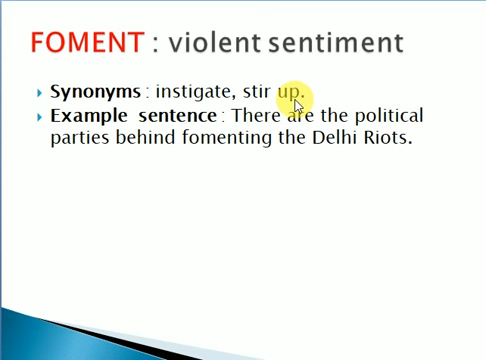 FOMENT : violent sentiment
Synonyms : instigate, stir up.
Example sentence : There are the political
parties behind fomenting the Delhi Riots.